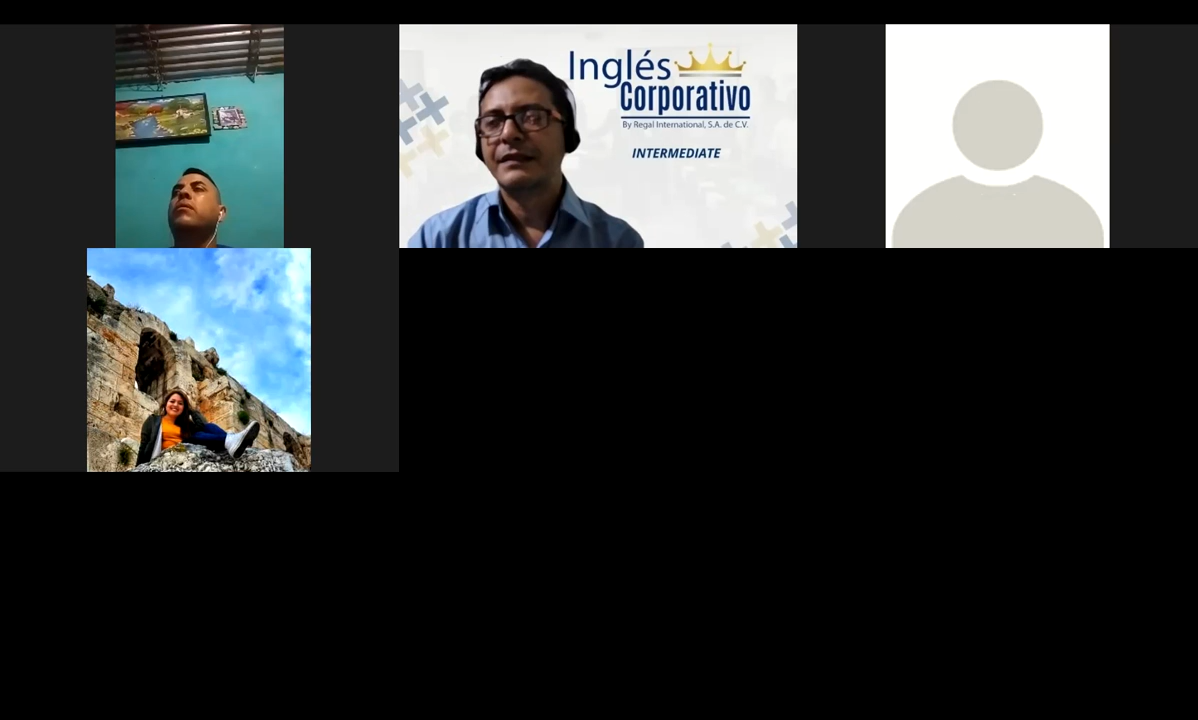 Inglés
Corporativo
By Regal International, S.A. de C.V.
INTERMEDIATE